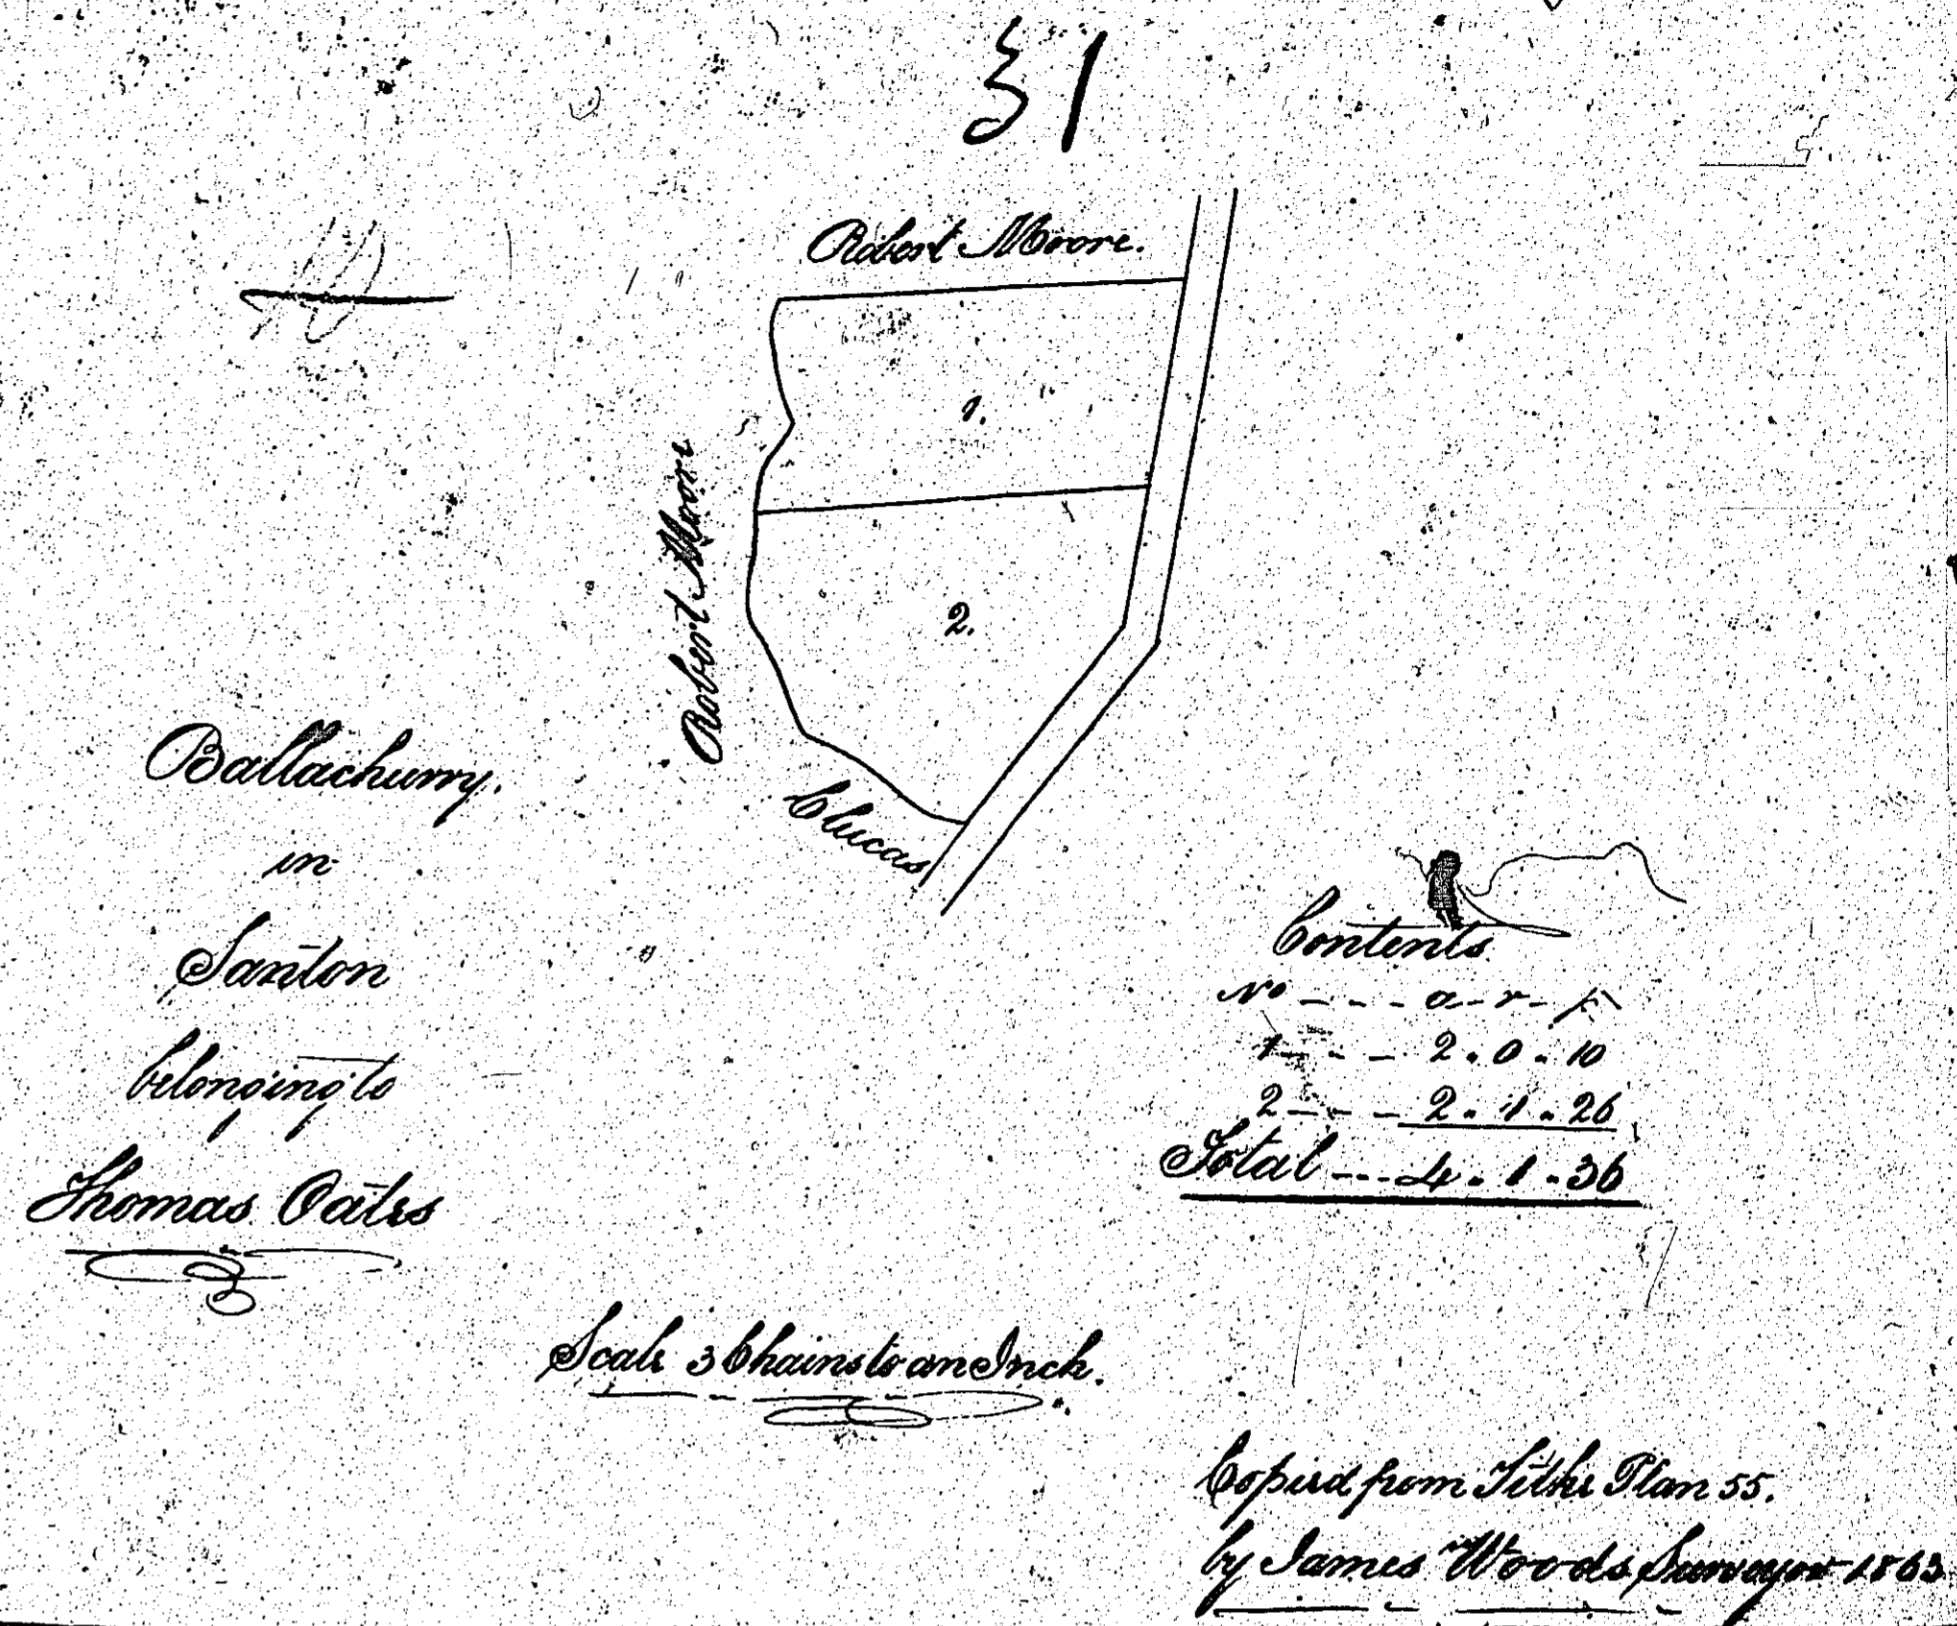 31
Robert Moore.
1.
Robert Moore
2.
Clucas
Ballachurry.
in
Santon
belonging to
Thomas Oates
Contents
No - - - a - r - p
1 - - - 2 . 0 . 10
2 - - - 2 . 1 . 26
Total --- 4 . 1 . 36
Scale 3 Chains to an Inch.
Copied from Tithe Plan 55.
by James Woods Surveyor 1863